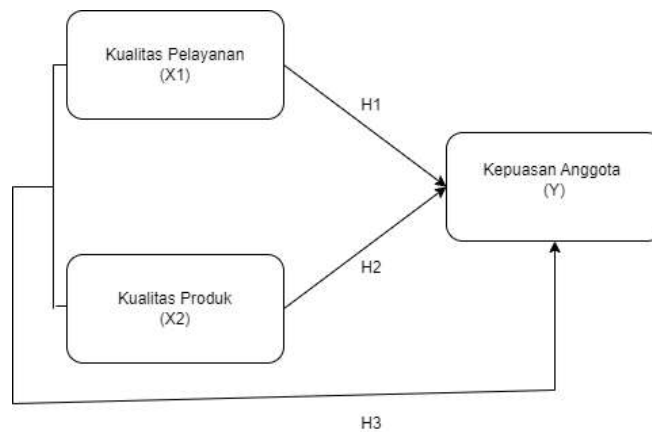 Kualitas Pelayanan
(X1)
H1
Kepuasan Anggota
(Y)
H2
Kualitas Produk
(X2)
H3